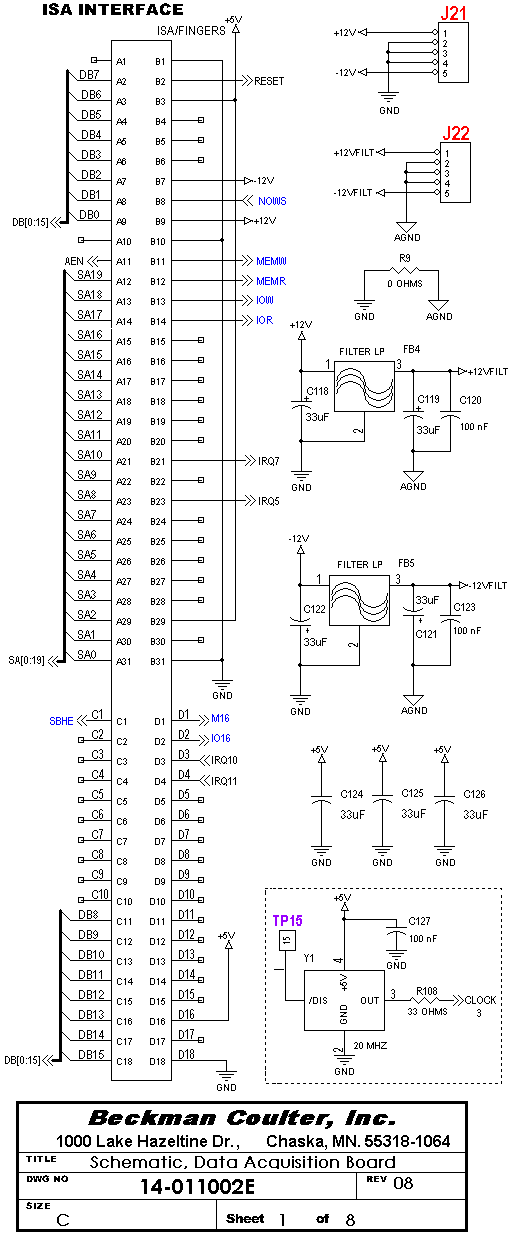 ISA INTERFACE
ISA/FINGERS
+5V
A1 B1
DB7 A2 B2 RESET
DB6 A3 B3
DB5 A4 B4
DB4 A5 B5
DB3 A6 B6
DB2 A7 B7 -12V
DB1 A8 B8 NOWS
DB0 A9 B9 +12V
DB[0:15]
A10 B10
AEN A11 B11 MEMW
SA19 A12 B12 MEMR
SA18 A13 B13 IOW
SA17 A14 B14 IOR
SA16 A15 B15
SA15 A16 B16
SA14 A17 B17
SA13 A18 B18
SA12 A19 B19
SA11 A20 B20
SA10 A21 B21 IRQ7
SA9 A22 B22
SA8 A23 B23 IRQ5
SA7 A24 B24
SA6 A25 B25
SA5 A26 B26
SA4 A27 B27
SA3 A28 B28
SA2 A29 B29
SA1 A30 B30
SA0 A31 B31
SA[0:19]
GND
SBHE C1 C1 D1 D1 M16
C2 C2 D2 D2 IO16
C3 C3 D3 D3 IRQ10
C4 C4 D4 D4 IRQ11
C5 C5 D5 D5
C6 C6 D6 D6
C7 C7 D7 D7
C8 C8 D8 D8
C9 C9 D9 D9
C10 C10 D10 D10
DB8 C11 D11 D11
DB9 C12 D12 D12
DB10 C13 D13 D13
DB11 C14 D14 D14
DB12 C15 D15 D15
DB13 C16 D16 D16
+5V
DB14 C17 D17 D17
DB15 C18 D18 D18
DB[0:15]
GND
J21
+12V 1
2
3
4
-12V 5
GND
J22
+12VFILT 1
2
3
4
-12VFILT 5
AGND
R9
0 OHMS
GND AGND
+12V
FILTER LP FB4
1 3 +12VFILT
2
C118 + 33uF
C119 + 33uF
C120 100 nF
GND AGND
-12V
FILTER LP FB5
1 3 -12VFILT
2
C122 33uF +
33uF + C121
C123 100 nF
GND AGND
+5V +5V +5V
C124 C125 C126
33uF 33uF 33uF
GND GND GND
TP15
15
1
+5V
C127
100 nF
GND
Y1 4
/DIS +5V GND OUT
3 R108
33 OHMS
CLOCK
3
2 20 MHZ
GND
Beckman Coulter, Inc.
1000 Lake Hazeltine Dr., Chaska, MN. 55318-1064
TITLE Schematic, Data Acquisition Board
DWG NO 14-011002E REV 08
SIZE C Sheet 1 of 8